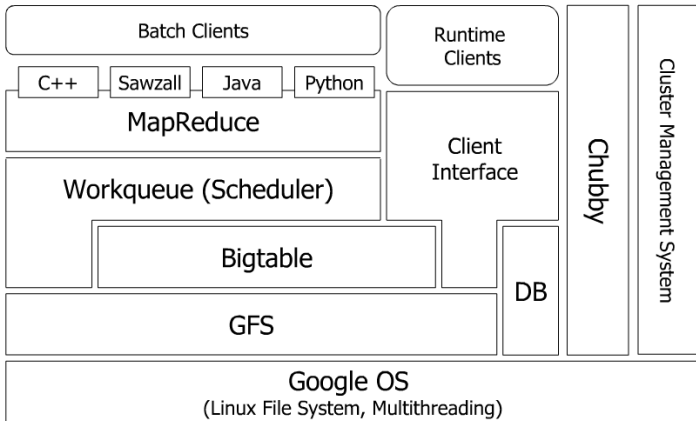 Batch Clients
Runtime
Clients
C++
Sawzall
Java
Python
MapReduce
Client
Interface
Workqueue (Scheduler)
Bigtable
DB
GFS
Chubby
Cluster Management System
Google OS
(Linux File System, Multithreading)